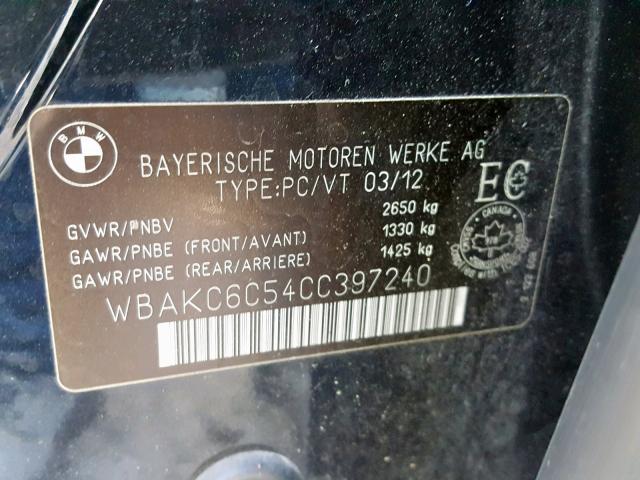 BMW
BAYERISCHE MOTOREN WERKE AG
TYPE:PC/VT 03/12
EC
GVWR/PNBV 2650 kg
GAWR/PNBE (FRONT/AVANT) 1330 kg
GAWR/PNBE (REAR/ARRIERE) 1425 kg
CANADA
WBAKC6C54CC397240